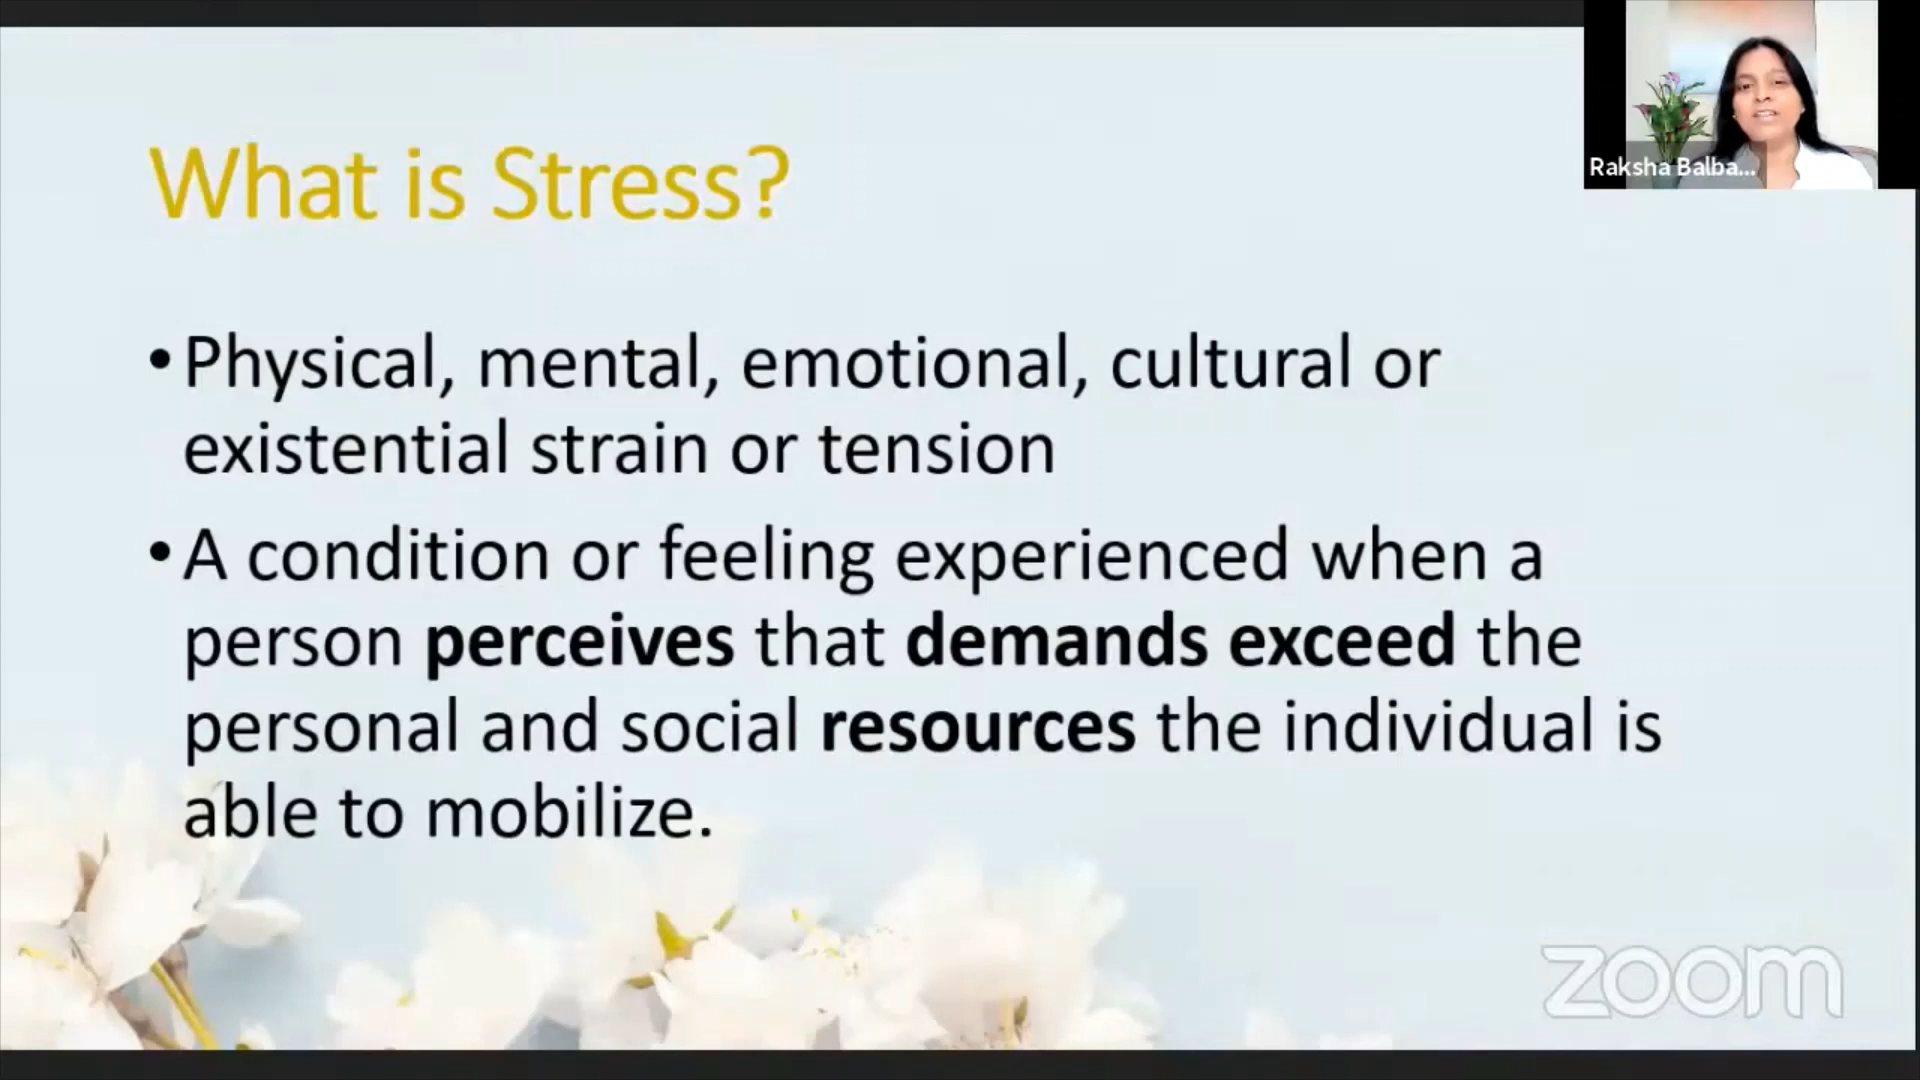 What is Stress?
• Physical, mental, emotional, cultural or
existential strain or tension
• A condition or feeling experienced when a
person perceives that demands exceed the
personal and social resources the individual is
able to mobilize.
Raksha Balba...
zoom